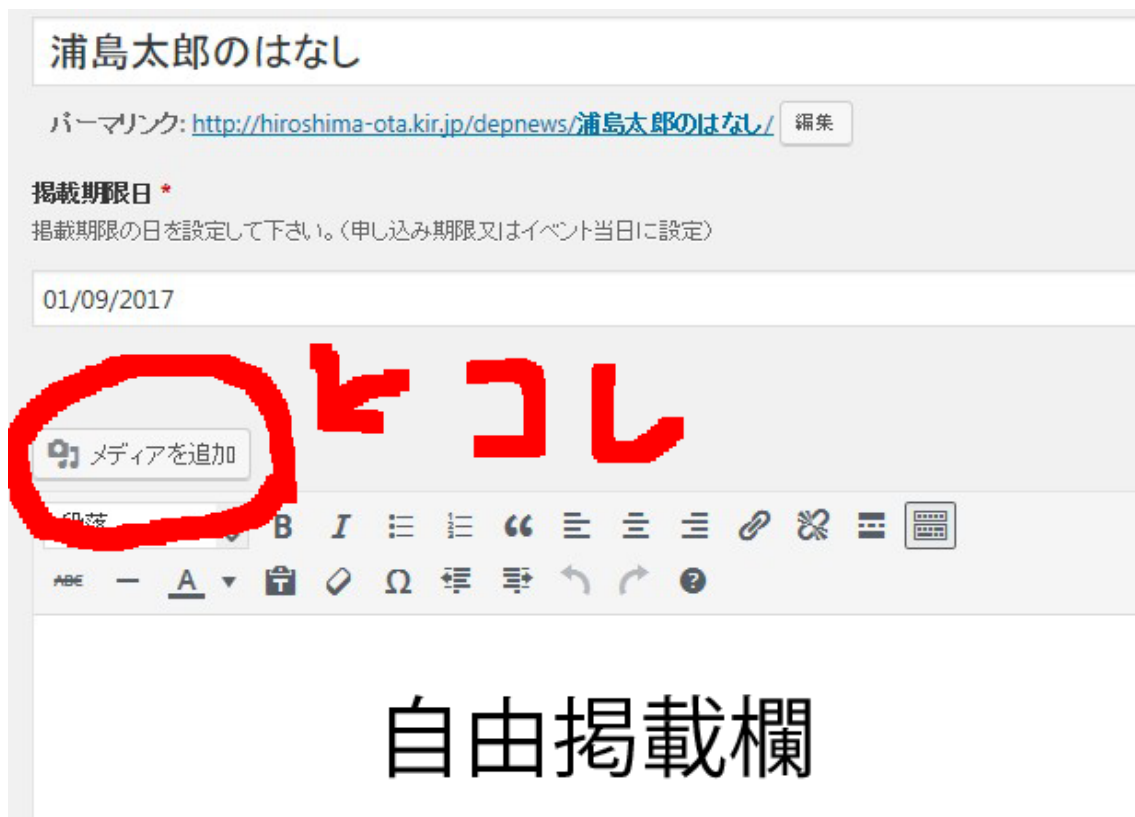 浦島太郎のはなし
パーマリンク: http://hiroshima-ota.kir.jp/depnews/浦島太郎のはなし/ 編集
掲載期限日 *
掲載期限の日を設定して下さい。(申し込み期限又はイベント当日に設定)
01/09/2017
コレ
メディアを追加
段落 B I “ 
ABE A T Ω ?
自由掲載欄